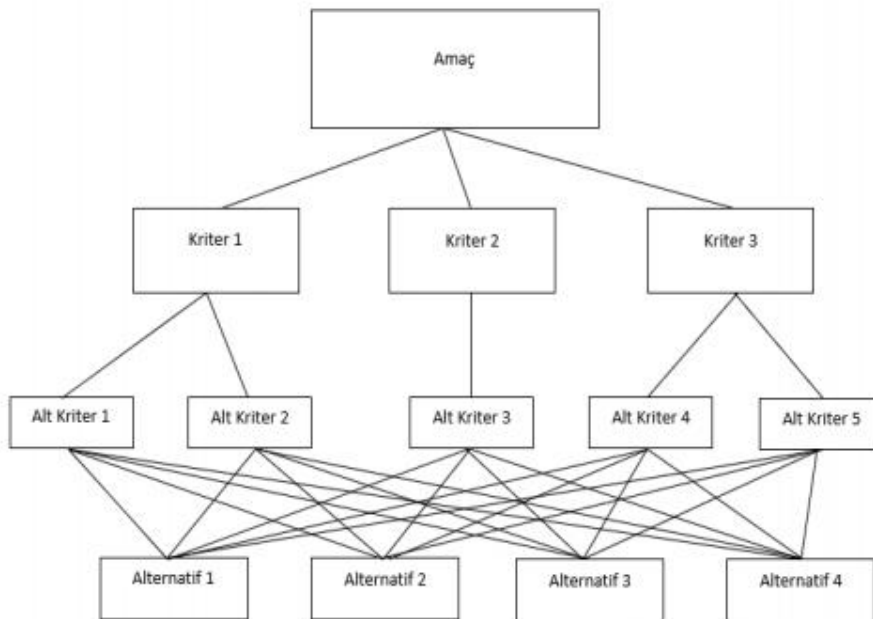 Amaç
Kriter 1
Kriter 2
Kriter 3
Alt Kriter 1
Alt Kriter 2
Alt Kriter 3
Alt Kriter 4
Alt Kriter 5
Alternatif 1
Alternatif 2
Alternatif 3
Alternatif 4